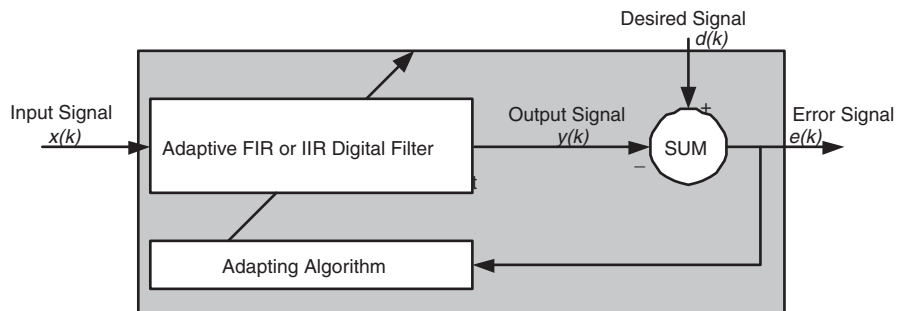 Desired Signal
d(k)
Input Signal
x(k)
Adaptive FIR or IIR Digital Filter
Output Signal
y(k)
+
−
SUM
Error Signal
e(k)
t
Adapting Algorithm